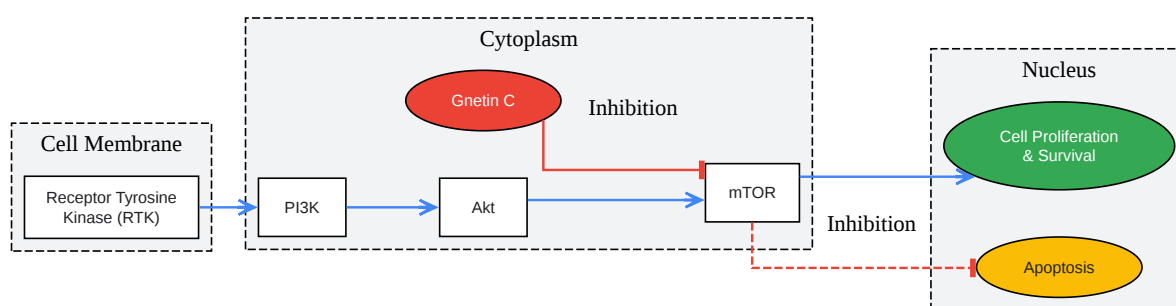 Cytoplasm
Nucleus
Gnetin C
Inhibition
Cell Membrane
Cell Proliferation
& Survival
Receptor Tyrosine
Kinase (RTK)
PI3K
Akt
mTOR
Inhibition
Apoptosis